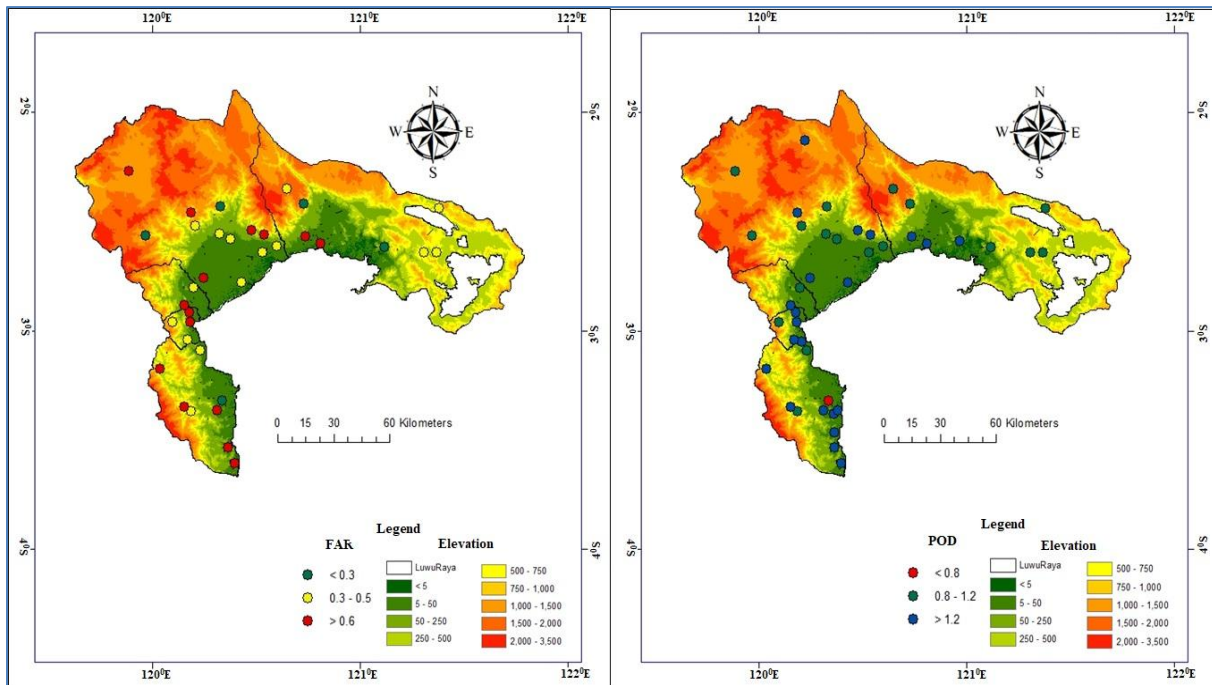 120⁰E 121⁰E 122⁰E
2⁰S
3⁰S
4⁰S
N
W E
S
0 15 30 60 Kilometers
Legend
FAR
< 0.3
0.3 - 0.5
> 0.6
Elevation
LuwuRaya
< 5
5 - 50
50 - 250
250 - 500
500 - 750
750 - 1,000
1,000 - 1,500
1,500 - 2,000
2,000 - 3,500
120⁰E 121⁰E 122⁰E
120⁰E 121⁰E 122⁰E
2⁰S
2⁰S
3⁰S
3⁰S
4⁰S
4⁰S
N
W E
S
0 15 30 60 Kilometers
Legend
POD
< 0.8
0.8 - 1.2
> 1.2
Elevation
LuwuRaya
< 5
5 - 50
50 - 250
250 - 500
500 - 750
750 - 1,000
1,000 - 1,500
1,500 - 2,000
2,000 - 3,500
120⁰E 121⁰E 122⁰E